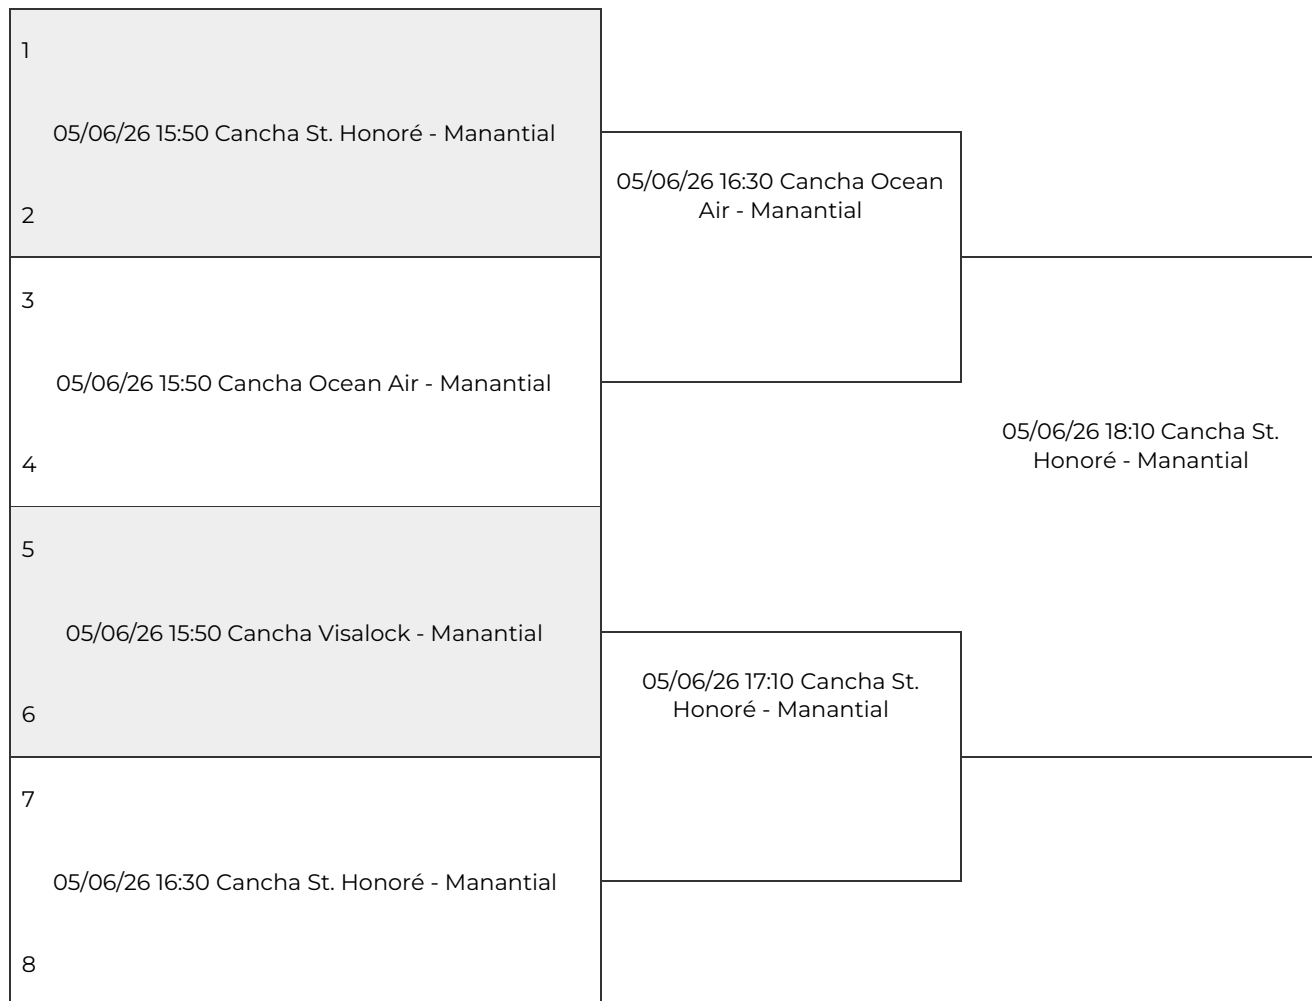 1
05/06/26 15:50 Cancha St. Honoré - Manantial
2
3
05/06/26 15:50 Cancha Ocean Air - Manantial
4
5
05/06/26 15:50 Cancha Visalock - Manantial
6
7
05/06/26 16:30 Cancha St. Honoré - Manantial
8
05/06/26 16:30 Cancha Ocean
Air - Manantial
05/06/26 17:10 Cancha St.
Honoré - Manantial
05/06/26 18:10 Cancha St.
Honoré - Manantial